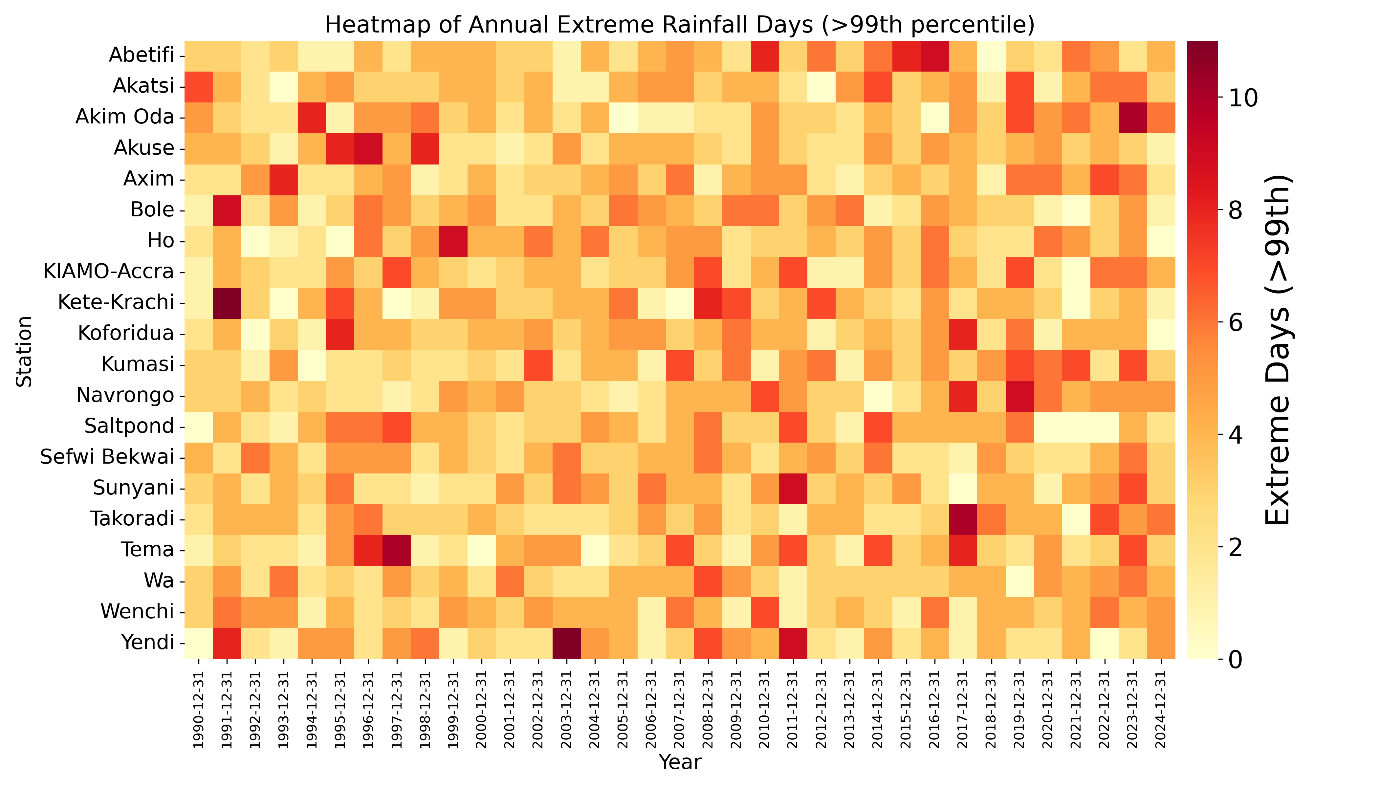 Heatmap of Annual Extreme Rainfall Days (>99th percentile)
Station
Abetifi
Akatsi
Akim Oda
Akuse
Axim
Bole
Ho
KIAMO-Accra
Kete-Krachi
Koforidua
Kumasi
Navrongo
Saltpond
Sefwi Bekwai
Sunyani
Takoradi
Tema
Wa
Wenchi
Yendi
1990-12-31
1991-12-31
1992-12-31
1993-12-31
1994-12-31
1995-12-31
1996-12-31
1997-12-31
1998-12-31
1999-12-31
2000-12-31
2001-12-31
2002-12-31
2003-12-31
2004-12-31
2005-12-31
2006-12-31
2007-12-31
2008-12-31
2009-12-31
2010-12-31
2011-12-31
2012-12-31
2013-12-31
2014-12-31
2015-12-31
2016-12-31
2017-12-31
2018-12-31
2019-12-31
2020-12-31
2021-12-31
2022-12-31
2023-12-31
2024-12-31
Year
10
8
6
4
2
0
Extreme Days (>99th)